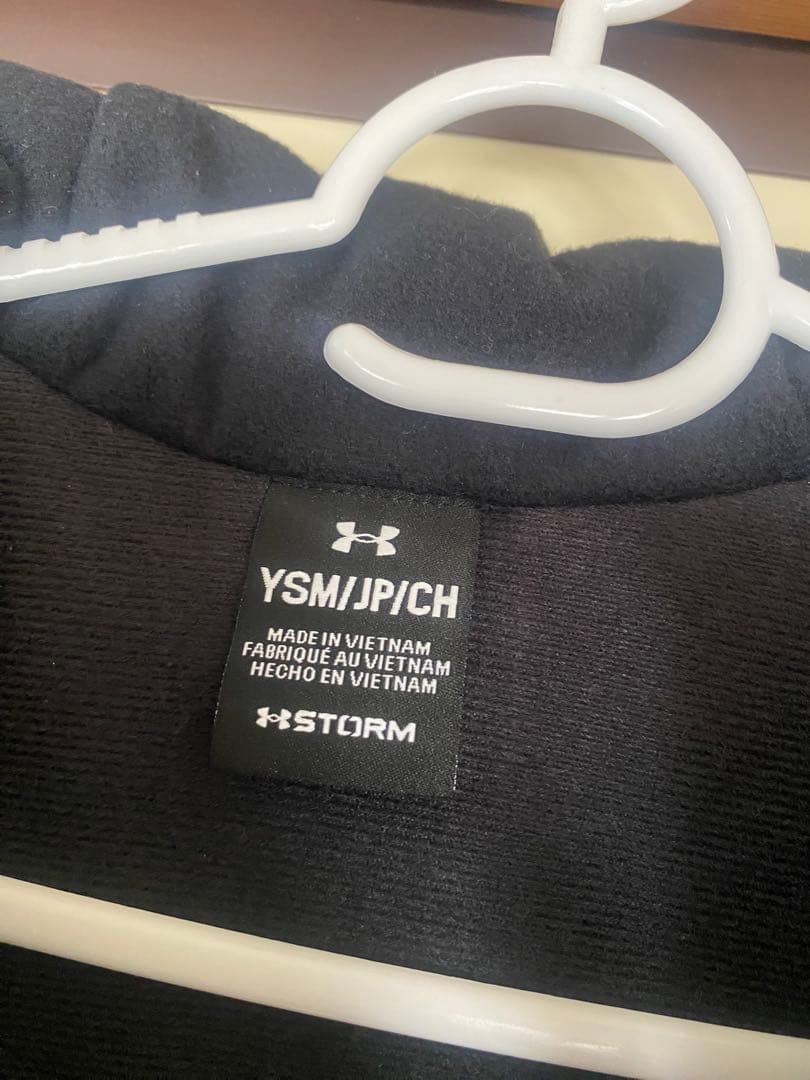 YSM/JP/CH
MADE IN VIETNAM
FABRIQUÉ AU VIETNAM
HECHO EN VIETNAM
STORM